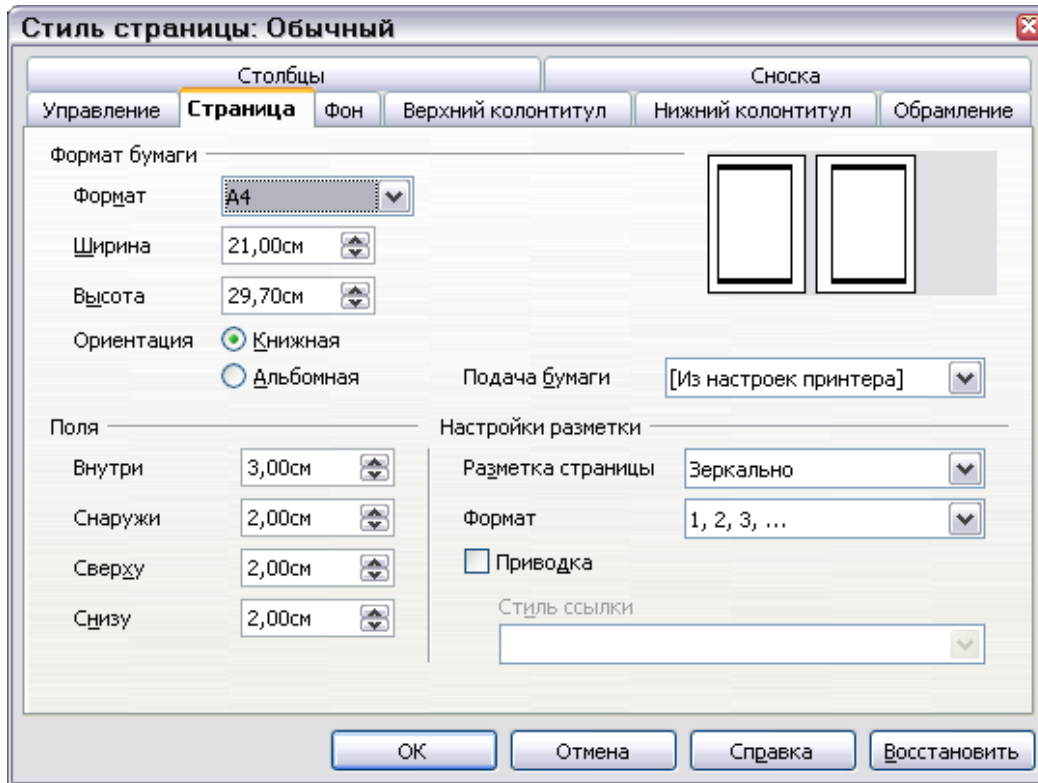 Стиль страницы: Обычный
Столбцы Сноска
Управление Страница Фон Верхний колонтитул Нижний колонтитул Обрамление
Формат бумаги
Формат A4
Ширина 21,00см
Высота 29,70см
Ориентация Книжная
Альбомная Подача бумаги [Из настроек принтера]
Поля Настройки разметки
Внутри 3,00см Разметка страницы Зеркально
Снаружи 2,00см Формат 1, 2, 3, ...
Сверху 2,00см Приводка
Стиль ссылки
Снизу 2,00см
ОК Отмена Справка Восстановить